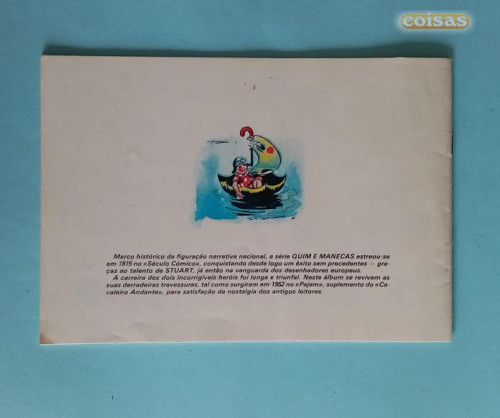 coisas
Marco histórico da figuração narrativa nacional, a série QUIM E MANECAS estreou-se
em 1915 no «Século Cómico», conquistando desde logo um êxito sem precedentes — gra-
ças ao talento de STUART, já então na vanguarda dos desenhadores europeus.
A carreira dos dois incorrigíveis heróis foi longa e triunfal. Neste álbum se revivem as
suas derradeiras travessuras, tal como surgiram em 1952 no «Pajem», suplemento do «Ca-
valeiro Andante», para satisfação da nostalgia dos antigos leitores.